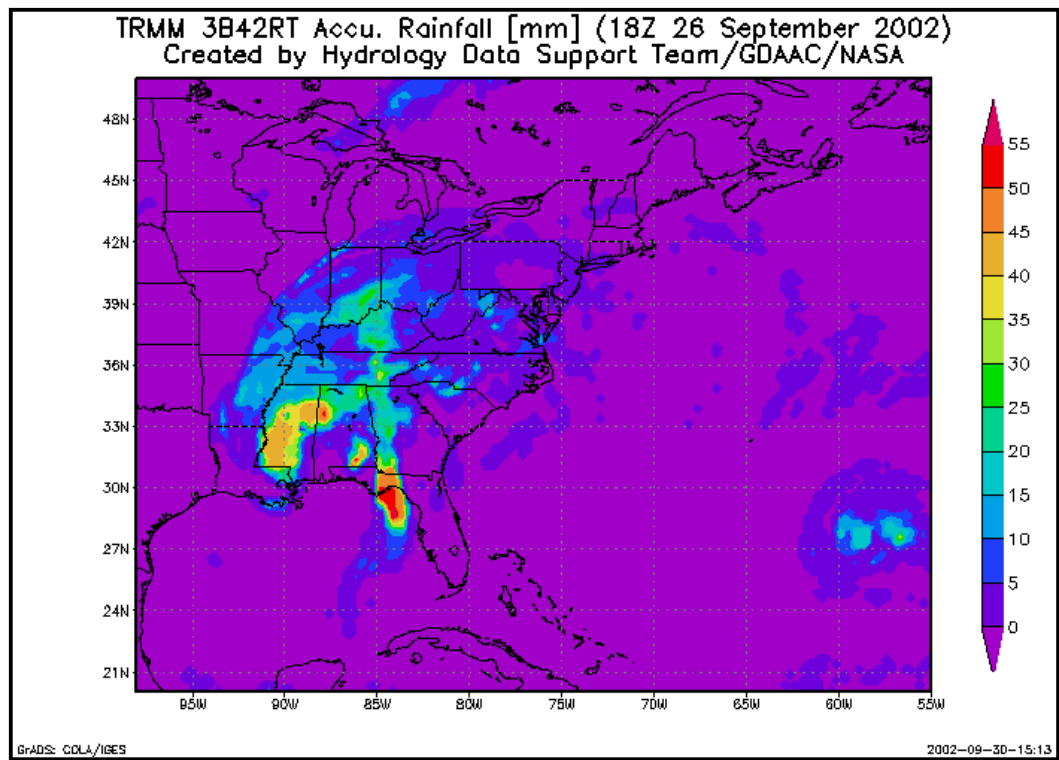 TRMM 3B42RT Accu. Rainfall [mm] (18Z 26 September 2002)
Created by Hydrology Data Support Team/GDAAC/NASA
48N
45N
42N
39N
36N
33N
30N
27N
24N
21N
95W 90W 85W 80W 75W 70W 65W 60W 55W
55
50
45
40
35
30
25
20
15
10
5
0
GrADS: COLA/IGES
2002-09-30-15:13